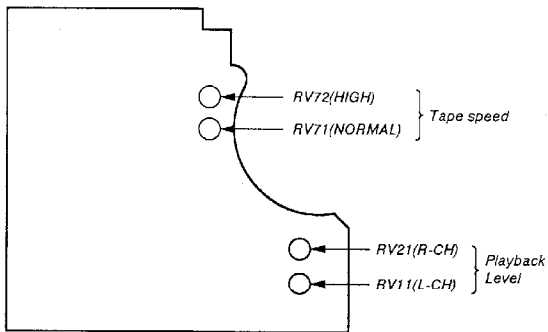 RV72(HIGH)
RV71(NORMAL)
Tape speed
RV21(R-CH)
RV11(L-CH)
Playback
Level